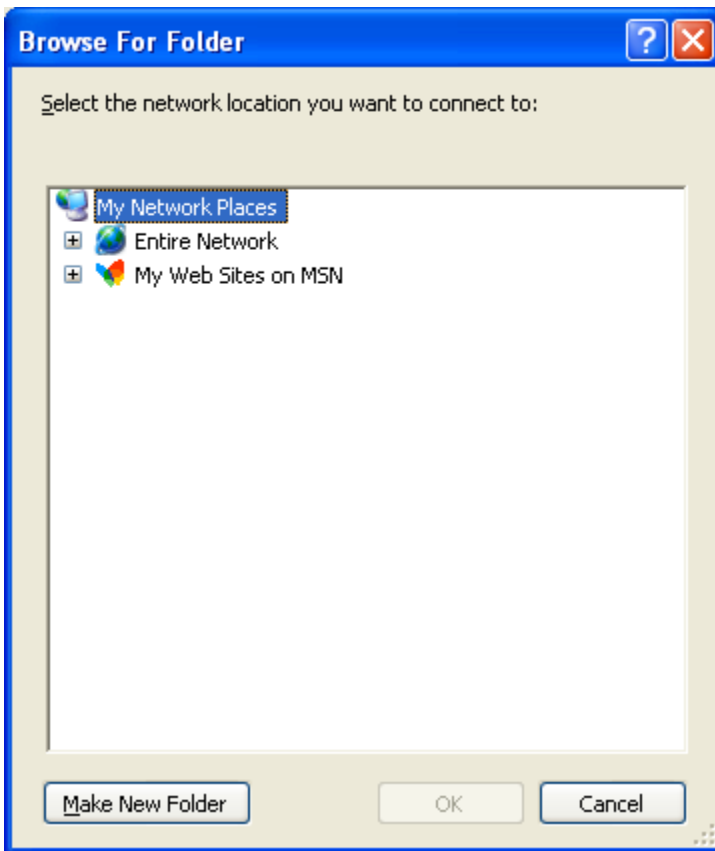 Browse For Folder
Select the network location you want to connect to:
My Network Places
Entire Network
My Web Sites on MSN
Make New Folder OK Cancel